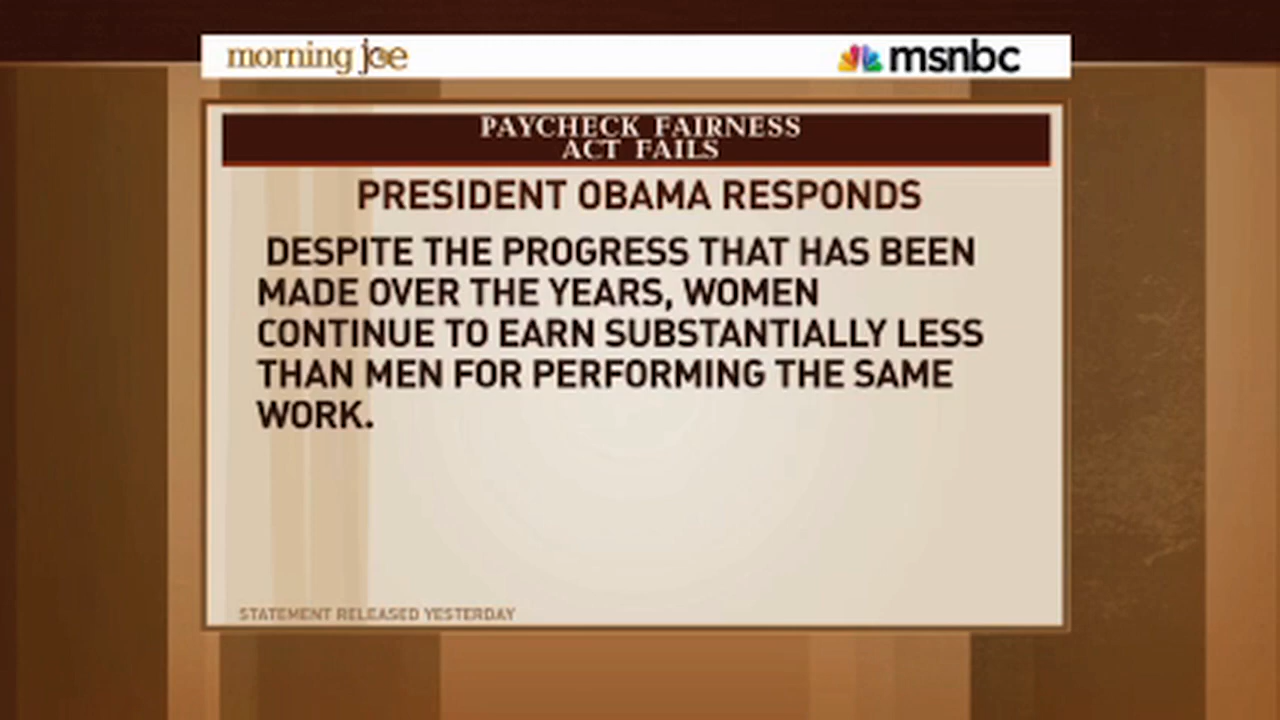 morning joe
msnbc
PAYCHECK FAIRNESS
ACT FAILS
PRESIDENT OBAMA RESPONDS
DESPITE THE PROGRESS THAT HAS BEEN
MADE OVER THE YEARS, WOMEN
CONTINUE TO EARN SUBSTANTIALLY LESS
THAN MEN FOR PERFORMING THE SAME
WORK.
STATEMENT RELEASED YESTERDAY